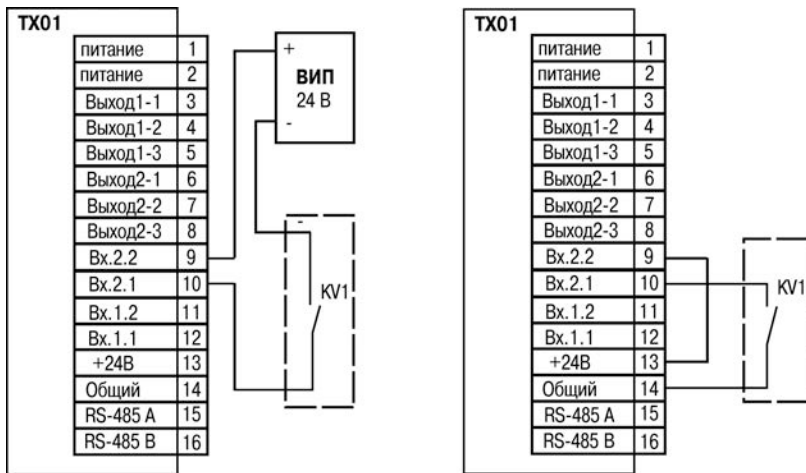 ТХ01
питание 1
питание 2
Выход1-1 3
Выход1-2 4
Выход1-3 5
Выход2-1 6
Выход2-2 7
Выход2-3 8
Вх.2.2 9
Вх.2.1 10
Вх.1.2 11
Вх.1.1 12
+24В 13
Общий 14
RS-485 A 15
RS-485 B 16
+
ВИП
24 В
-
-
KV1
ТХ01
питание 1
питание 2
Выход1-1 3
Выход1-2 4
Выход1-3 5
Выход2-1 6
Выход2-2 7
Выход2-3 8
Вх.2.2 9
Вх.2.1 10
Вх.1.2 11
Вх.1.1 12
+24В 13
Общий 14
RS-485 A 15
RS-485 B 16
KV1